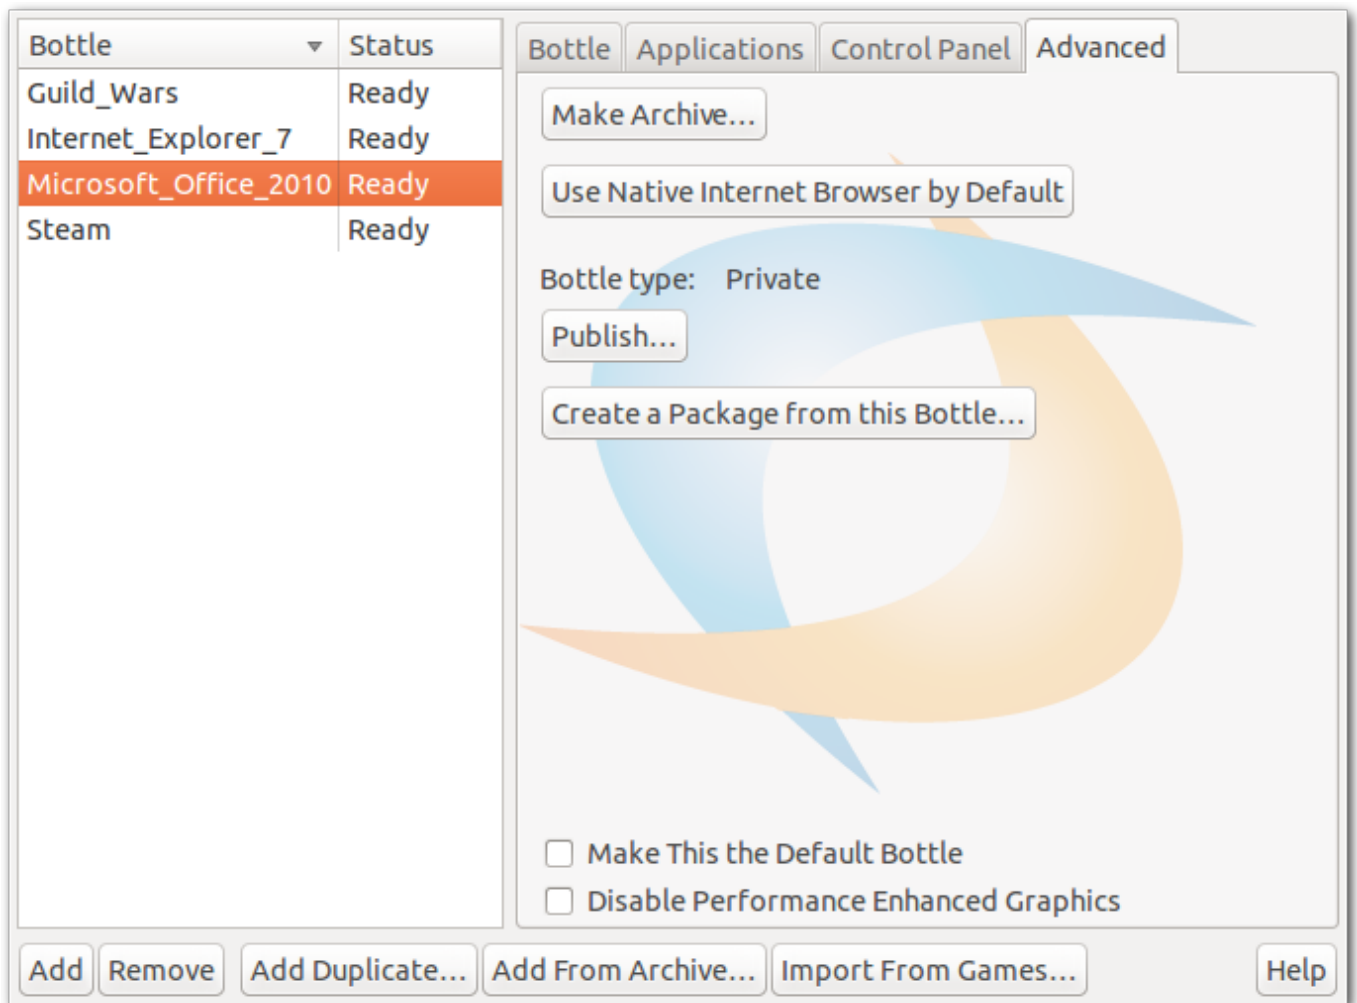 Bottle Status
Guild_Wars Ready
Internet_Explorer_7 Ready
Microsoft_Office_2010 Ready
Steam Ready
Bottle Applications Control Panel Advanced
Make Archive...
Use Native Internet Browser by Default
Bottle type: Private
Publish...
Create a Package from this Bottle...
Make This the Default Bottle
Disable Performance Enhanced Graphics
Add Remove Add Duplicate... Add From Archive... Import From Games... Help